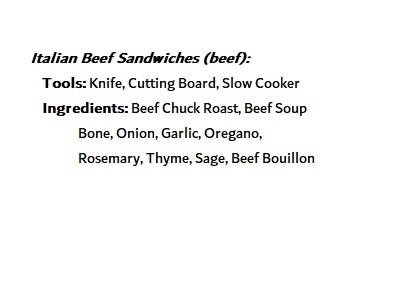 Italian Beef Sandwiches (beef):
Tools: Knife, Cutting Board, Slow Cooker
Ingredients: Beef Chuck Roast, Beef Soup
Bone, Onion, Garlic, Oregano,
Rosemary, Thyme, Sage, Beef Bouillon